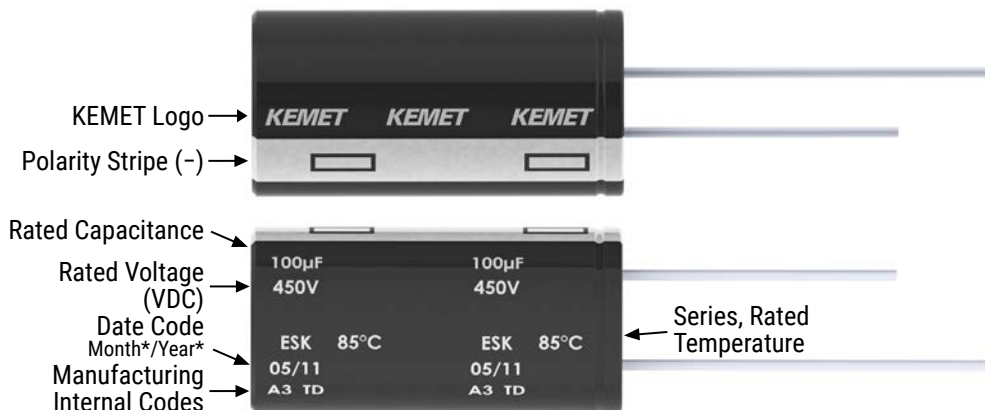 KEMET Logo
KEMET KEMET KEMET
Polarity Stripe (−)
Rated Capacitance
100µF 100µF
Rated Voltage
(VDC)
450V 450V
Date Code
Month*/Year*
ESK 85°C ESK 85°C
05/11 05/11
Manufacturing
Internal Codes
A3 TD A3 TD
Series, Rated
Temperature